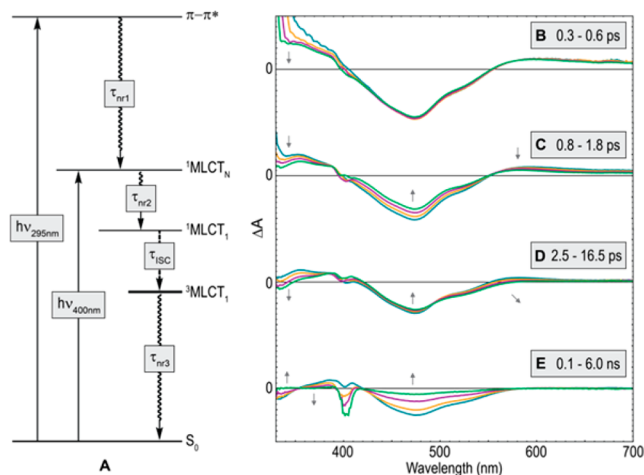 π−π*
τnr1
¹MLCTN
τnr2
¹MLCT1
hν295nm
τISC
³MLCT1
hν400nm
τnr3
S0
A
B 0.3 - 0.6 ps
0
C 0.8 - 1.8 ps
0
ΔA
D 2.5 - 16.5 ps
0
E 0.1 - 6.0 ns
0
400 500 600 700
Wavelength (nm)